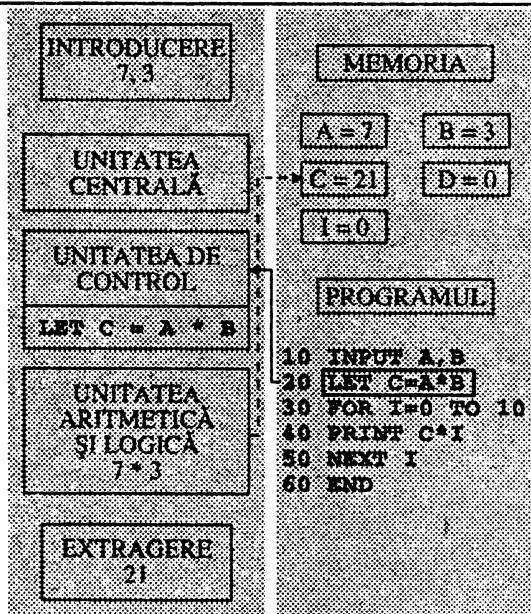 INTRODUCERE
7, 3
UNITATEA
CENTRALĂ
UNITATEA DE
CONTROL
LET C = A * B
UNITATEA
ARITMETICĂ
ŞI LOGICĂ
7 * 3
EXTRAGERE
21
MEMORIA
A = 7
B = 3
C = 21
D = 0
I = 0
PROGRAMUL
10 INPUT A,B
20 LET C=A*B
30 FOR I=0 TO 10
40 PRINT C*I
50 NEXT I
60 END